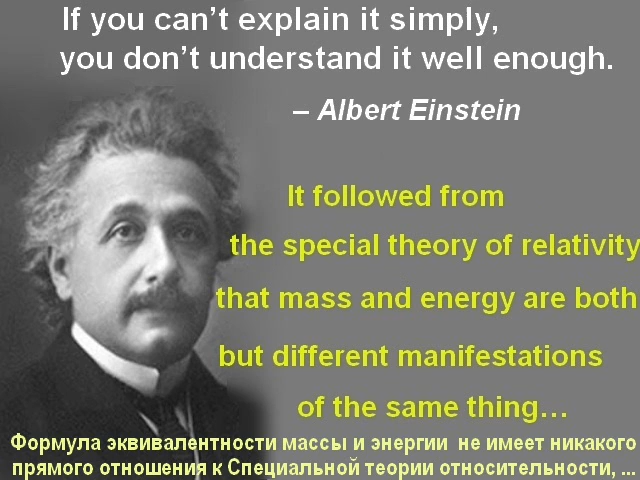 If you can’t explain it simply,
you don’t understand it well enough.
– Albert Einstein
It followed from
the special theory of relativity
that mass and energy are both
but different manifestations
of the same thing…
Формула эквивалентности массы и энергии не имеет никакого
прямого отношения к Специальной теории относительности, ...